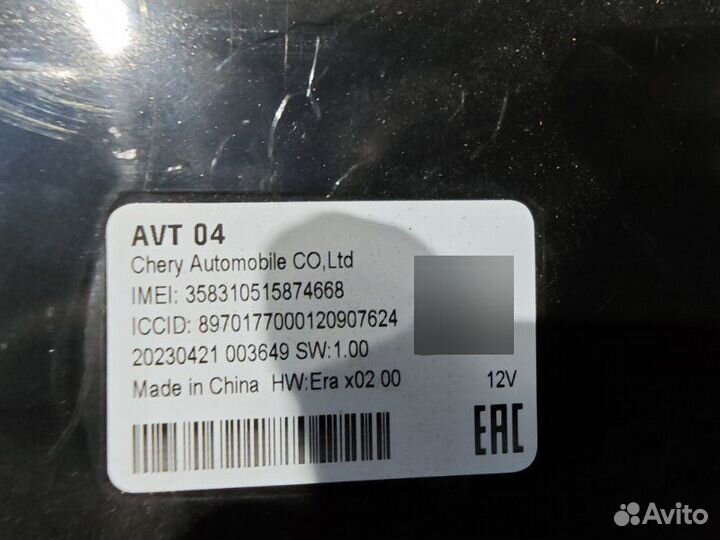 AVT 04
Chery Automobile CO,Ltd
IMEI: 358310515874668
ICCID: 8970177000120907624
20230421 003649 SW:1.00
Made in China HW:Era x02 00
12V
EAC
Avito